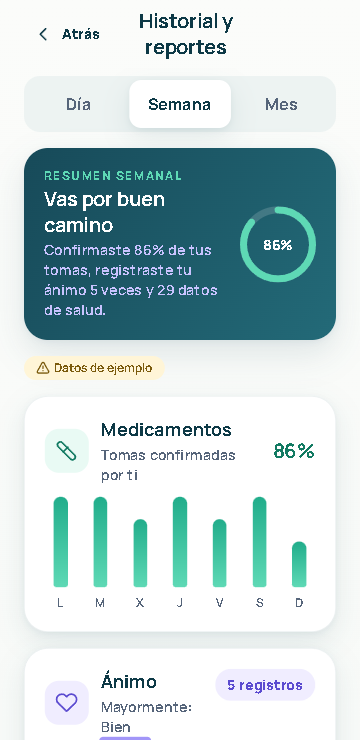 Atrás
Historial y
reportes
Día
Semana
Mes
RESUMEN SEMANAL
Vas por buen
camino
Confirmaste 86% de tus
tomas, registraste tu
ánimo 5 veces y 29 datos
de salud.
86%
Datos de ejemplo
Medicamentos
Tomas confirmadas
por ti
86%
L M X J V S D
Ánimo
Mayormente:
Bien
5 registros